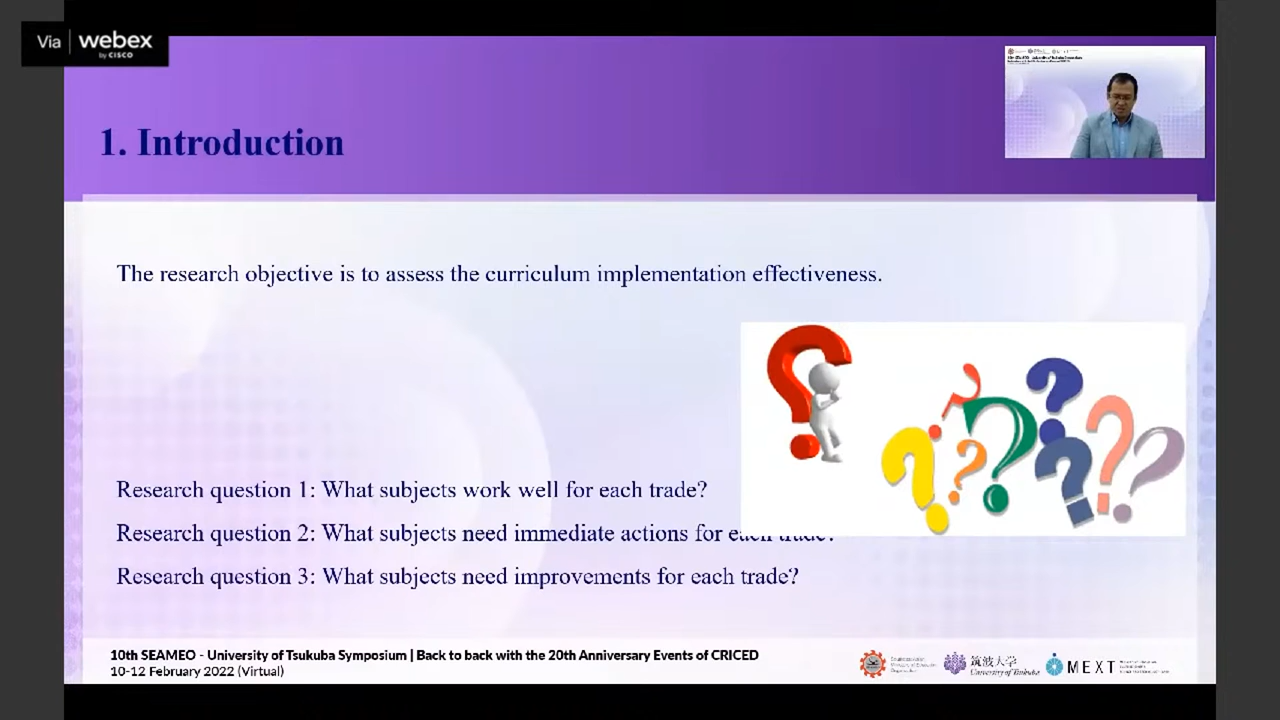 Via webex
by CISCO
1. Introduction
The research objective is to assess the curriculum implementation effectiveness.
Research question 1: What subjects work well for each trade?
Research question 2: What subjects need immediate actions for each trade?
Research question 3: What subjects need improvements for each trade?
10th SEAMEO - University of Tsukuba Symposium | Back to back with the 20th Anniversary Events of CRICED
10-12 February 2022 (Virtual)
筑波大学
University of Tsukuba
MEXT